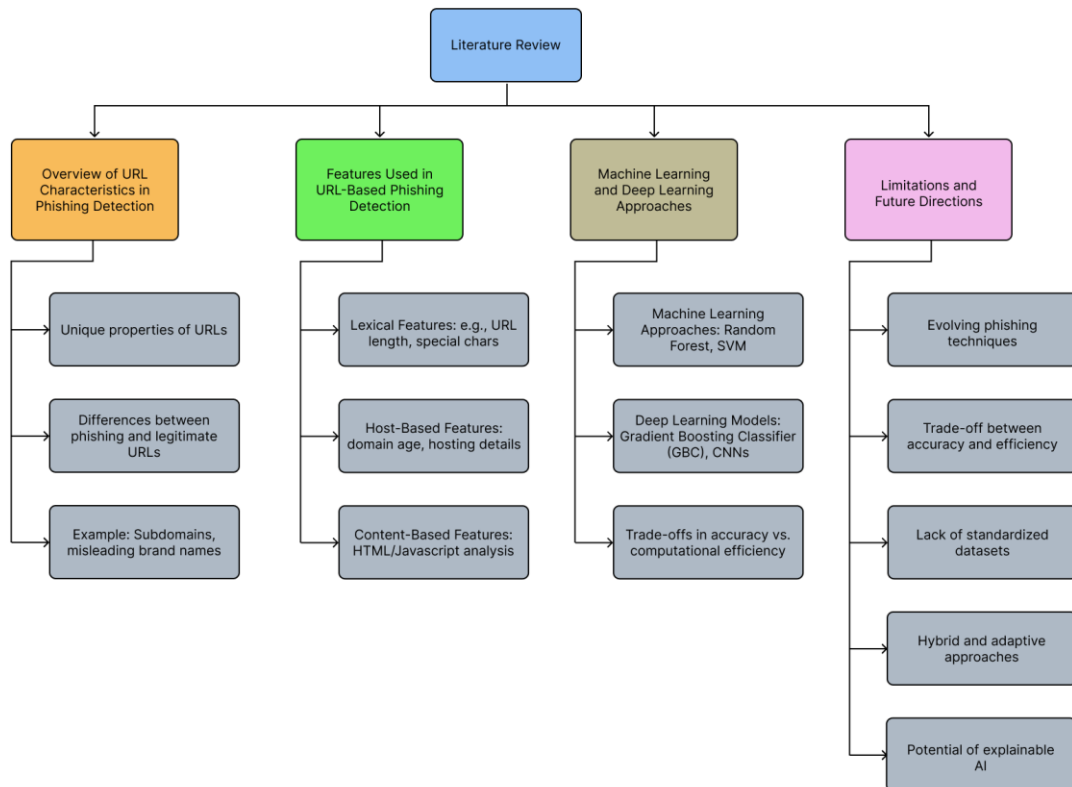 Literature Review
Overview of URL
Characteristics in
Phishing Detection
Unique properties of URLs
Differences between
phishing and legitimate
URLs
Example: Subdomains,
misleading brand names
Features Used in
URL-Based Phishing
Detection
Lexical Features: e.g., URL
length, special chars
Host-Based Features:
domain age, hosting details
Content-Based Features:
HTML/Javascript analysis
Machine Learning
and Deep Learning
Approaches
Machine Learning
Approaches: Random
Forest, SVM
Deep Learning Models:
Gradient Boosting Classifier
(GBC), CNNs
Trade-offs in accuracy vs.
computational efficiency
Limitations and
Future Directions
Evolving phishing
techniques
Trade-off between
accuracy and efficiency
Lack of standardized
datasets
Hybrid and adaptive
approaches
Potential of explainable
AI